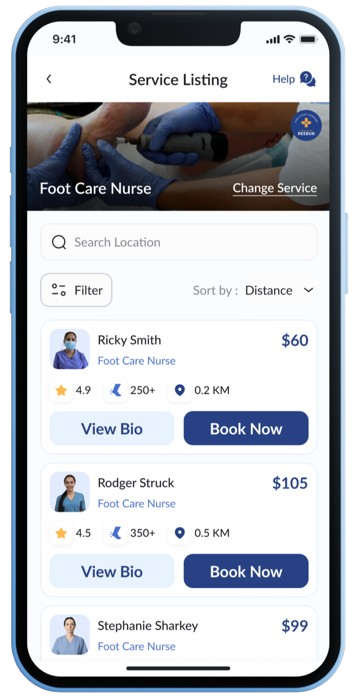 9:41
Service Listing
Help
REEBUN
Foot Care Nurse
Change Service
Search Location
Filter
Sort by : Distance
Ricky Smith
$60
Foot Care Nurse
4.9
250+
0.2 KM
View Bio
Book Now
Rodger Struck
$105
Foot Care Nurse
4.5
350+
0.5 KM
View Bio
Book Now
Stephanie Sharkey
$99
Foot Care Nurse